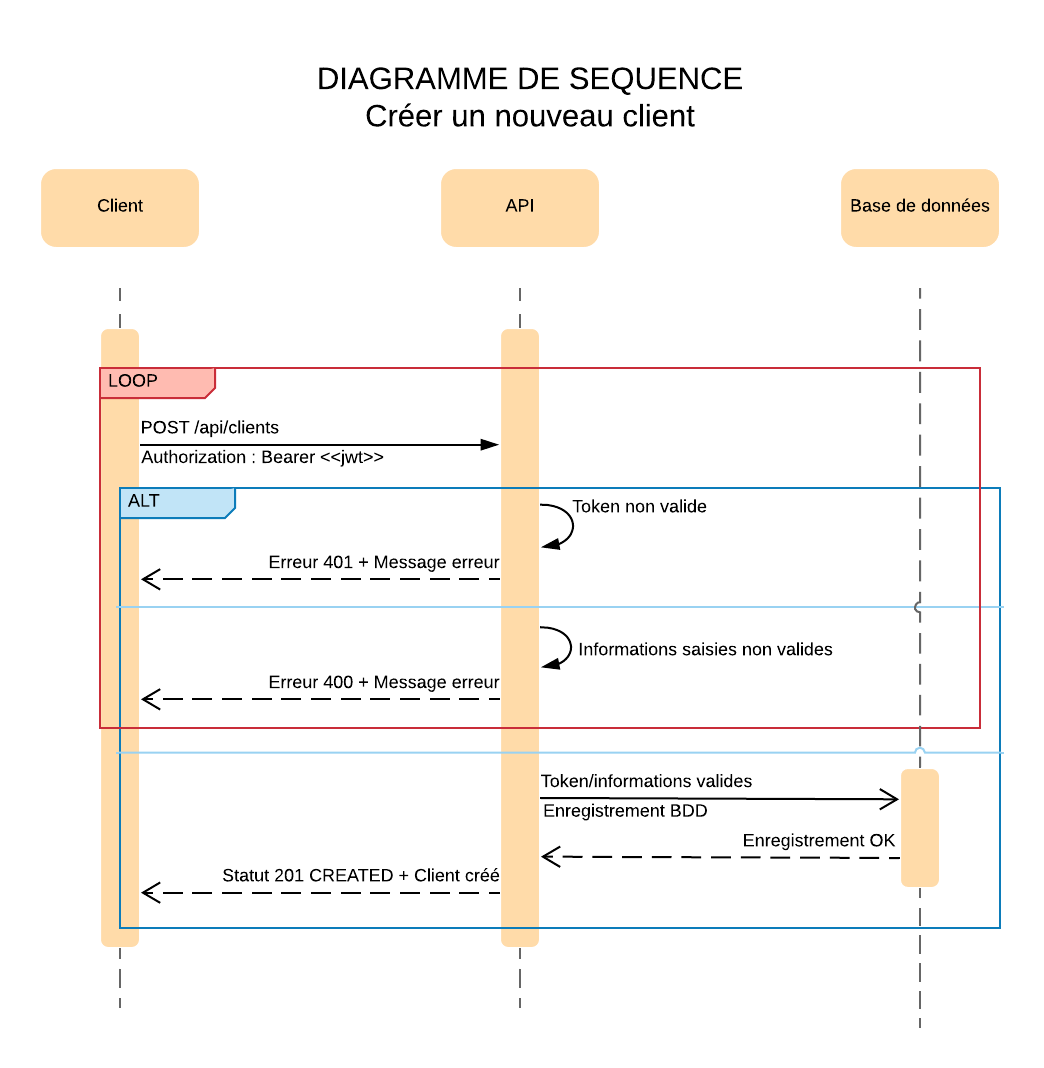 DIAGRAMME DE SEQUENCE
Créer un nouveau client
Client
API
Base de données
LOOP
POST /api/clients
Authorization : Bearer <<jwt>>
ALT
Token non valide
Erreur 401 + Message erreur
Informations saisies non valides
Erreur 400 + Message erreur
Token/informations valides
Enregistrement BDD
Enregistrement OK
Statut 201 CREATED + Client créé